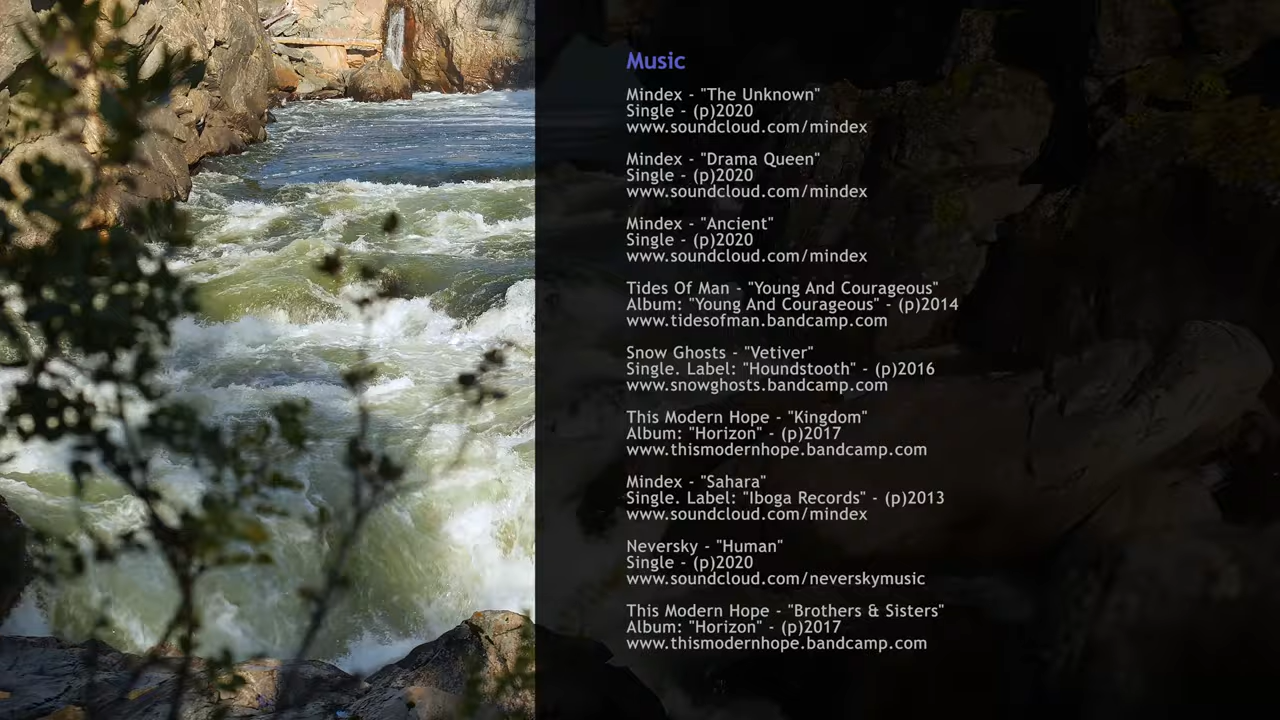 Music
Mindex - "The Unknown"
Single - (p)2020
www.soundcloud.com/mindex
Mindex - "Drama Queen"
Single - (p)2020
www.soundcloud.com/mindex
Mindex - "Ancient"
Single - (p)2020
www.soundcloud.com/mindex
Tides Of Man - "Young And Courageous"
Album: "Young And Courageous" - (p)2014
www.tidesofman.bandcamp.com
Snow Ghosts - "Vetiver"
Single. Label: "Houndstooth" - (p)2016
www.snowghosts.bandcamp.com
This Modern Hope - "Kingdom"
Album: "Horizon" - (p)2017
www.thismodernhope.bandcamp.com
Mindex - "Sahara"
Single. Label: "Iboga Records" - (p)2013
www.soundcloud.com/mindex
Neversky - "Human"
Single - (p)2020
www.soundcloud.com/neverskymusic
This Modern Hope - "Brothers & Sisters"
Album: "Horizon" - (p)2017
www.thismodernhope.bandcamp.com